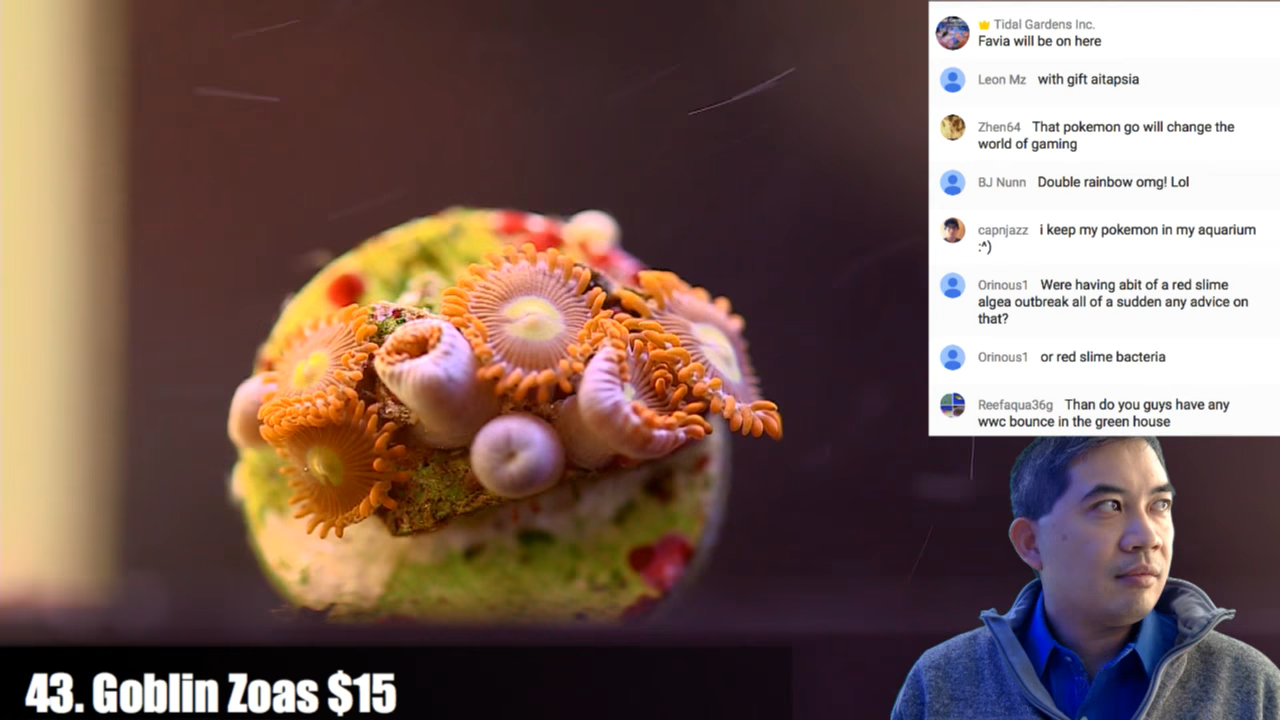 Tidal Gardens Inc.
Favia will be on here
Leon Mz with gift aitapsia
Zhen64 That pokemon go will change the
world of gaming
BJ Nunn Double rainbow omg! Lol
capnjazz i keep my pokemon in my aquarium
:^)
Orinous1 Were having abit of a red slime
algea outbreak all of a sudden any advice on
that?
Orinous1 or red slime bacteria
Reefaqua36g Than do you guys have any
wwc bounce in the green house
43. Goblin Zoas $15